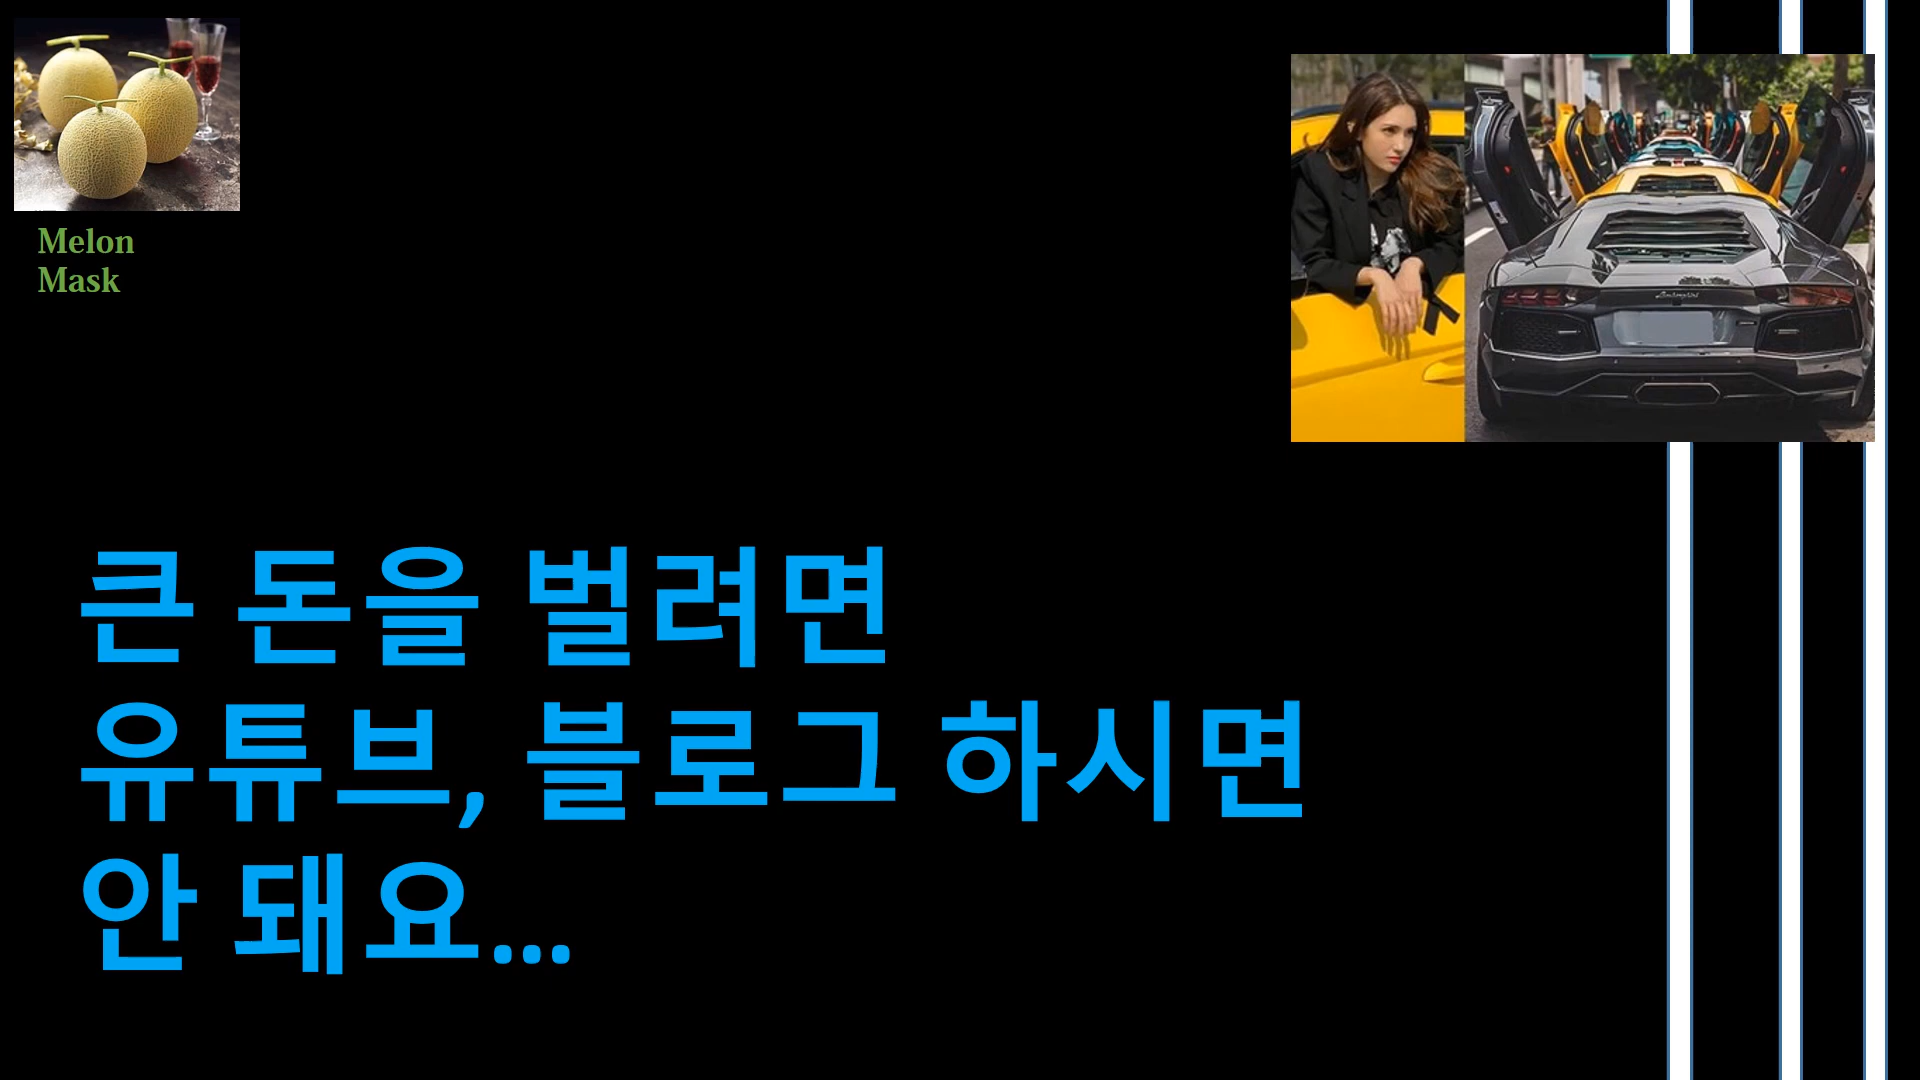 Melon
Mask
Lamborghini
큰 돈을 벌려면
유튜브, 블로그 하시면
안 돼요...